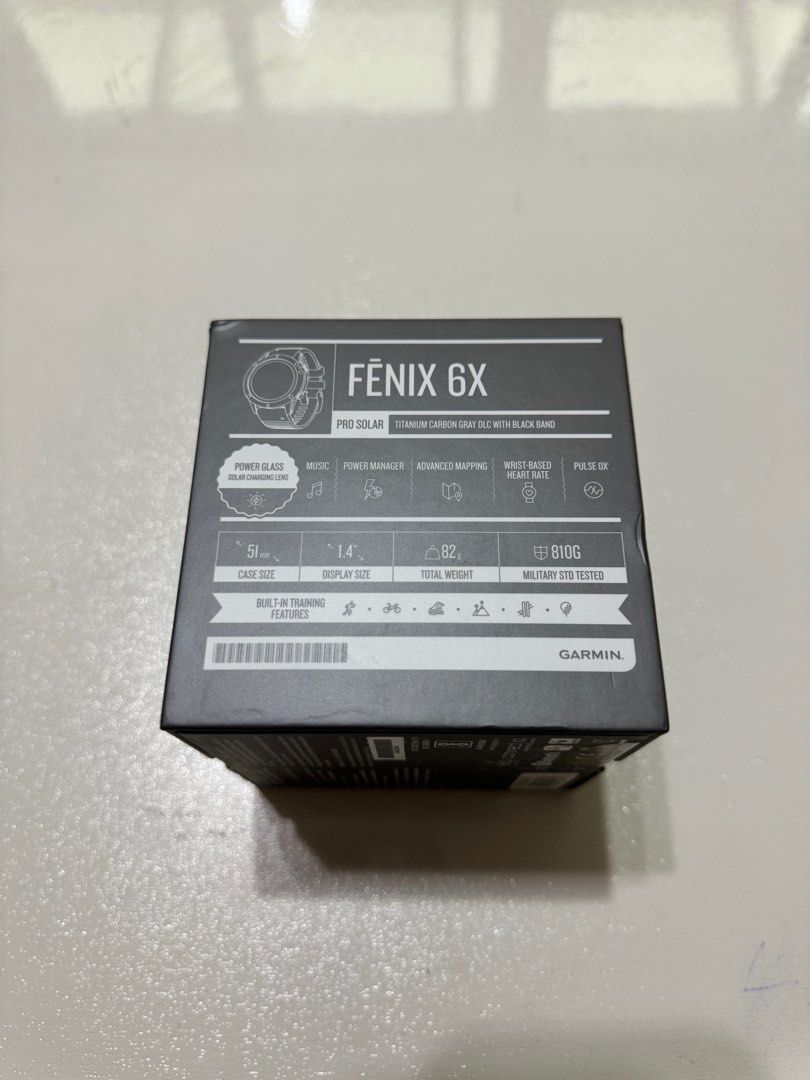 FĒNIX 6X
PRO SOLAR TITANIUM CARBON GRAY DLC WITH BLACK BAND
POWER GLASS
SOLAR CHARGING LENS
MUSIC
POWER MANAGER
ADVANCED MAPPING
WRIST-BASED
HEART RATE
PULSE OX
51 mm
CASE SIZE
1.4"
DISPLAY SIZE
82 g
TOTAL WEIGHT
810G
MILITARY STD TESTED
BUILT-IN TRAINING
FEATURES
GARMIN